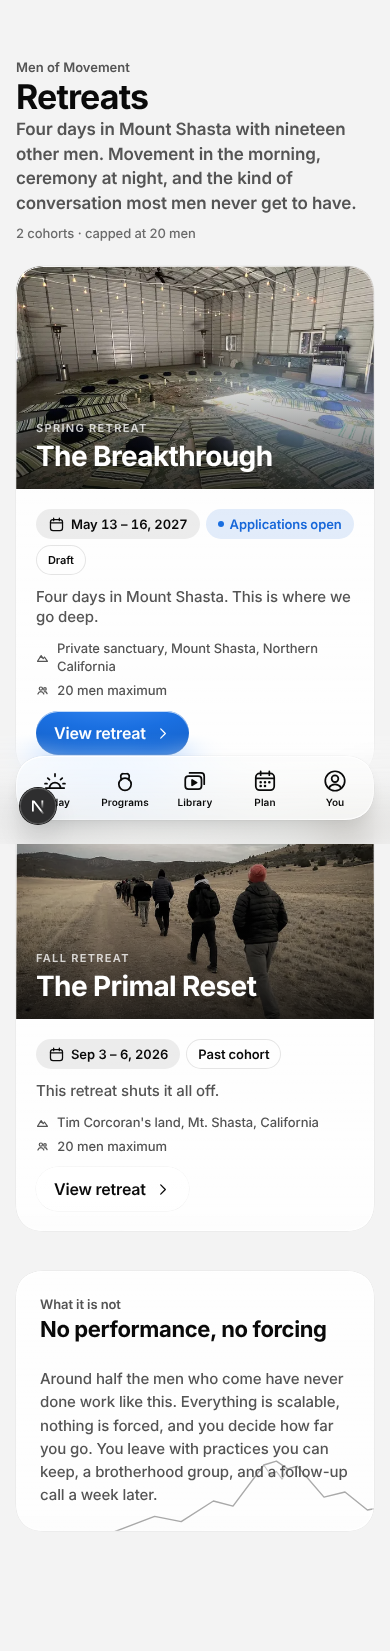 Men of Movement
Retreats
Four days in Mount Shasta with nineteen
other men. Movement in the morning,
ceremony at night, and the kind of
conversation most men never get to have.
2 cohorts · capped at 20 men
SPRING RETREAT
The Breakthrough
May 13 – 16, 2027
Applications open
Draft
Four days in Mount Shasta. This is where we
go deep.
Private sanctuary, Mount Shasta, Northern
California
20 men maximum
View retreat
N
Programs
Library
Plan
You
FALL RETREAT
The Primal Reset
Sep 3 – 6, 2026
Past cohort
This retreat shuts it all off.
Tim Corcoran's land, Mt. Shasta, California
20 men maximum
View retreat
What it is not
No performance, no forcing
Around half the men who come have never
done work like this. Everything is scalable,
nothing is forced, and you decide how far
you go. You leave with practices you can
keep, a brotherhood group, and a follow-up
call a week later.